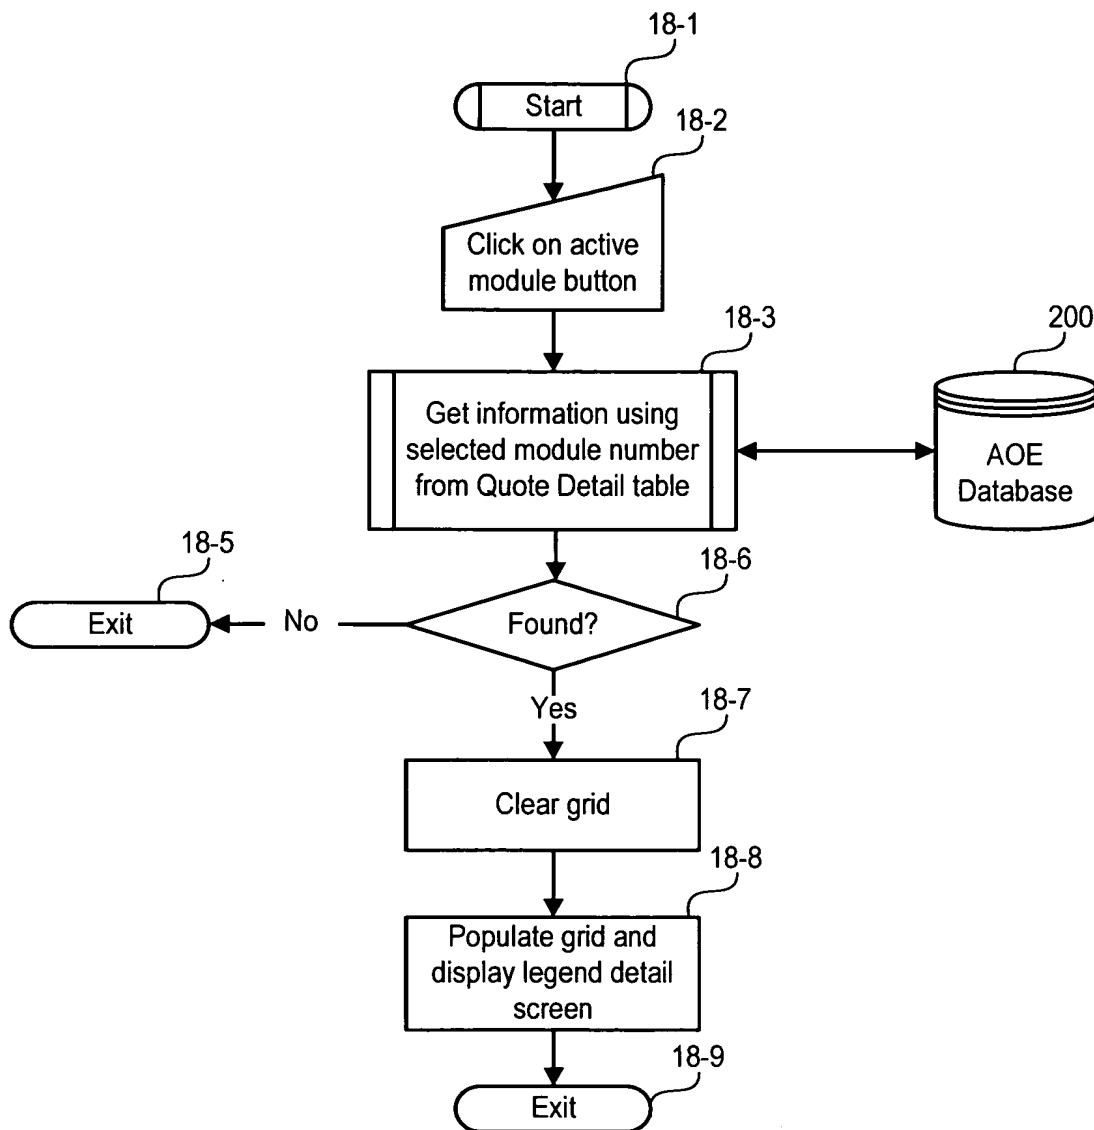 18-1
Start
18-2
Click on active
module button
18-3
200
Get information using
selected module number
from Quote Detail table
AOE
Database
18-5
18-6
Exit
No
Found?
Yes
18-7
Clear grid
18-8
Populate grid and
display legend detail
screen
18-9
Exit